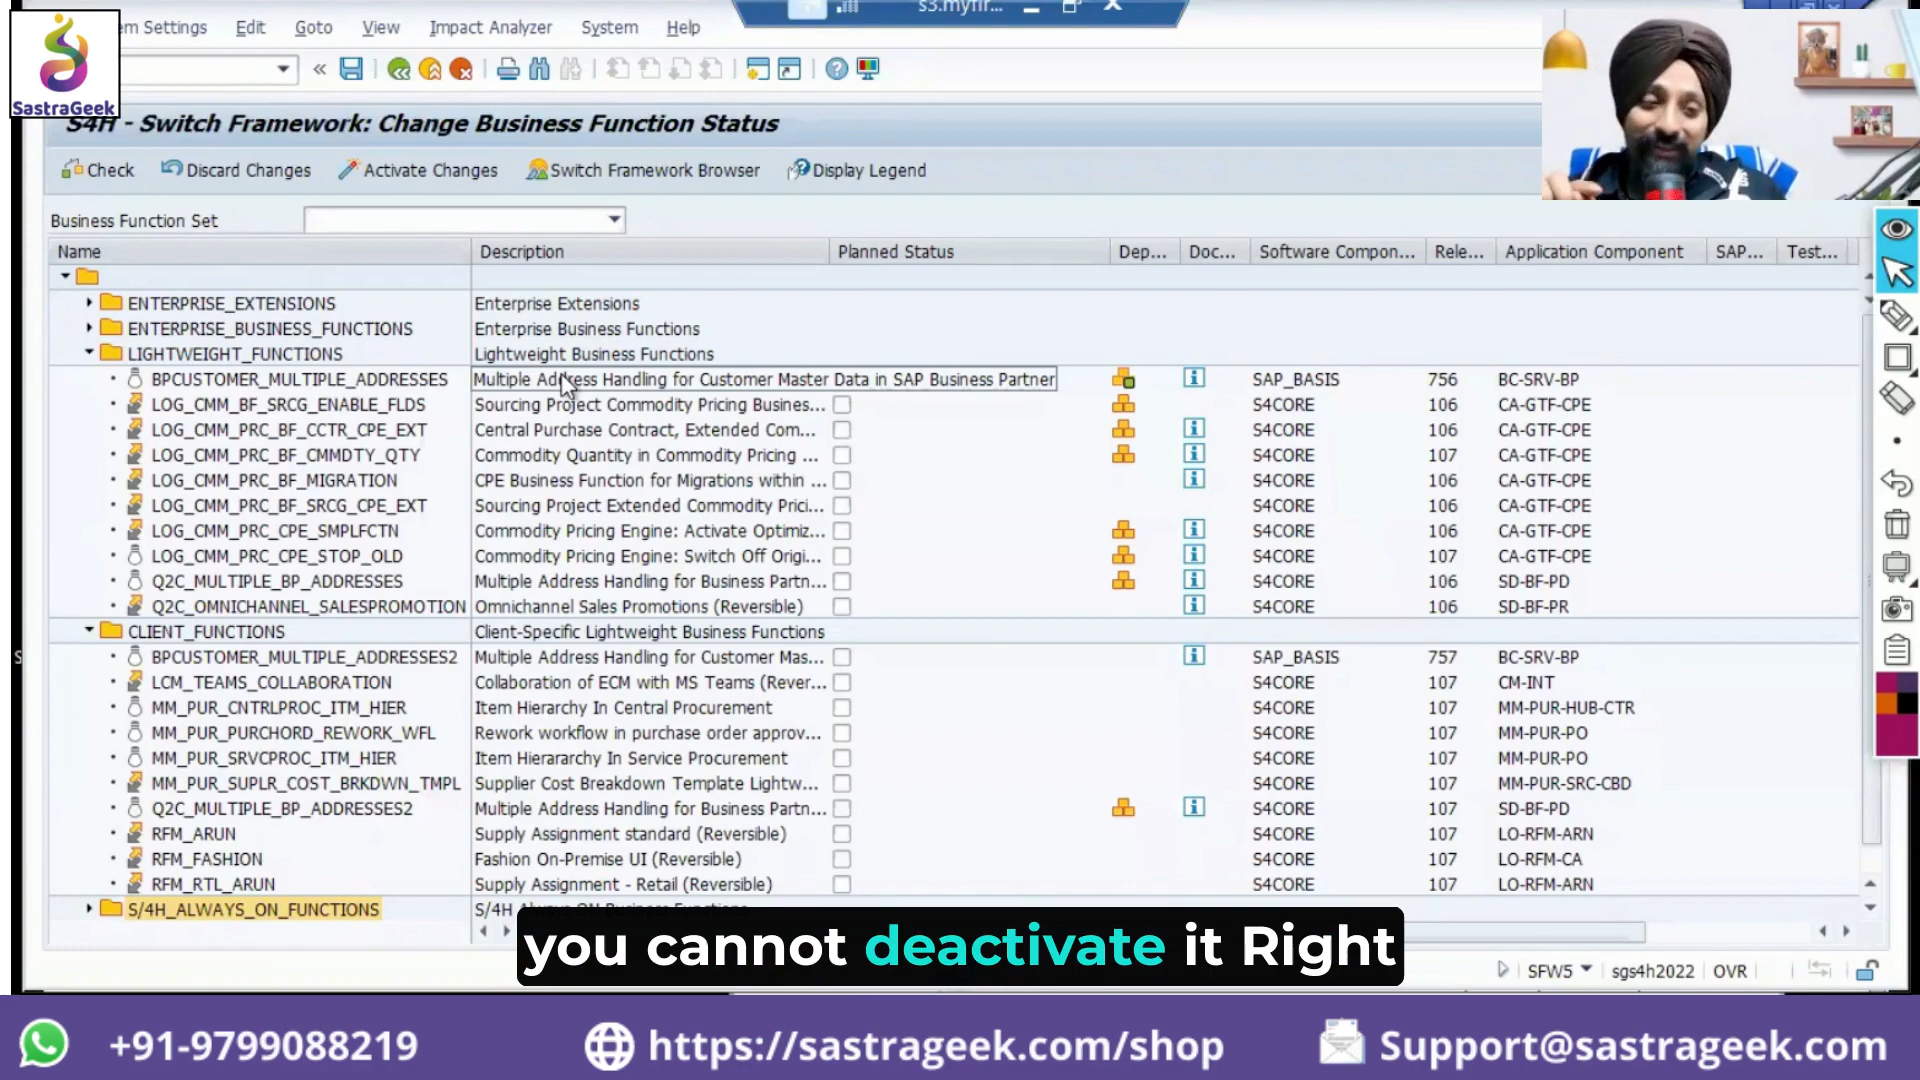 s3.myfir...
SastraGeek
em Settings Edit Goto View Impact Analyzer System Help
S4H - Switch Framework: Change Business Function Status
Check Discard Changes Activate Changes Switch Framework Browser Display Legend
Business Function Set
Name Description Planned Status Dep... Doc... Software Compon... Rele... Application Component SAP... Test...
ENTERPRISE_EXTENSIONS Enterprise Extensions
ENTERPRISE_BUSINESS_FUNCTIONS Enterprise Business Functions
LIGHTWEIGHT_FUNCTIONS Lightweight Business Functions
BPCUSTOMER_MULTIPLE_ADDRESSES Multiple Address Handling for Customer Master Data in SAP Business Partner SAP_BASIS 756 BC-SRV-BP
LOG_CMM_BF_SRCG_ENABLE_FLDS Sourcing Project Commodity Pricing Busines... S4CORE 106 CA-GTF-CPE
LOG_CMM_PRC_BF_CCTR_CPE_EXT Central Purchase Contract, Extended Com... S4CORE 106 CA-GTF-CPE
LOG_CMM_PRC_BF_CMMDTY_QTY Commodity Quantity in Commodity Pricing ... S4CORE 107 CA-GTF-CPE
LOG_CMM_PRC_BF_MIGRATION CPE Business Function for Migrations within ... S4CORE 106 CA-GTF-CPE
LOG_CMM_PRC_BF_SRCG_CPE_EXT Sourcing Project Extended Commodity Prici... S4CORE 106 CA-GTF-CPE
LOG_CMM_PRC_CPE_SMPLFCTN Commodity Pricing Engine: Activate Optimiz... S4CORE 106 CA-GTF-CPE
LOG_CMM_PRC_CPE_STOP_OLD Commodity Pricing Engine: Switch Off Origi... S4CORE 107 CA-GTF-CPE
Q2C_MULTIPLE_BP_ADDRESSES Multiple Address Handling for Business Partn... S4CORE 106 SD-BF-PD
Q2C_OMNICHANNEL_SALESPROMOTION Omnichannel Sales Promotions (Reversible) S4CORE 106 SD-BF-PR
CLIENT_FUNCTIONS Client-Specific Lightweight Business Functions
BPCUSTOMER_MULTIPLE_ADDRESSES2 Multiple Address Handling for Customer Mas... SAP_BASIS 757 BC-SRV-BP
LCM_TEAMS_COLLABORATION Collaboration of ECM with MS Teams (Rever... S4CORE 107 CM-INT
MM_PUR_CNTRLPROC_ITM_HIER Item Hierarchy In Central Procurement S4CORE 107 MM-PUR-HUB-CTR
MM_PUR_PURCHORD_REWORK_WFL Rework workflow in purchase order approv... S4CORE 107 MM-PUR-PO
MM_PUR_SRVCPROC_ITM_HIER Item Hierararchy In Service Procurement S4CORE 107 MM-PUR-PO
MM_PUR_SUPLR_COST_BRKDWN_TMPL Supplier Cost Breakdown Template Lightw... S4CORE 107 MM-PUR-SRC-CBD
Q2C_MULTIPLE_BP_ADDRESSES2 Multiple Address Handling for Business Partn... S4CORE 107 SD-BF-PD
RFM_ARUN Supply Assignment standard (Reversible) S4CORE 107 LO-RFM-ARN
RFM_FASHION Fashion On-Premise UI (Reversible) S4CORE 107 LO-RFM-CA
RFM_RTL_ARUN Supply Assignment - Retail (Reversible) S4CORE 107 LO-RFM-ARN
S/4H_ALWAYS_ON_FUNCTIONS S/4H Always ON Business Functions
you cannot deactivate it Right
SFW5 sgs4h2022 OVR
+91-9799088219 https://sastrageek.com/shop Support@sastrageek.com